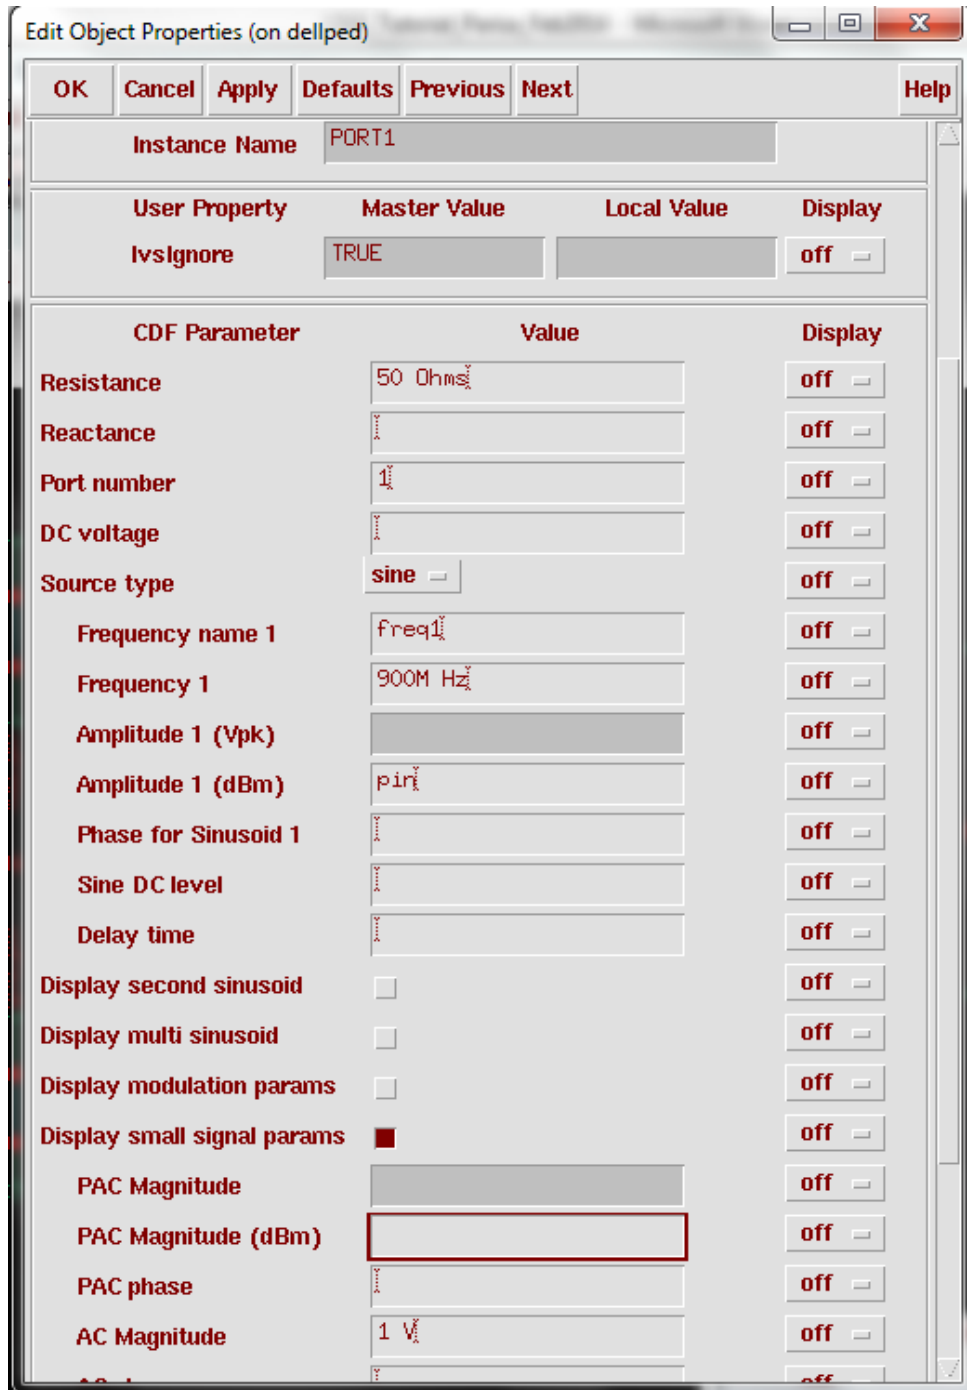 Edit Object Properties (on dellped)
OK Cancel Apply Defaults Previous Next Help
Instance Name PORT1
User Property Master Value Local Value Display
lvsIgnore TRUE off
CDF Parameter Value Display
Resistance 50 Ohms off
Reactance off
Port number 1 off
DC voltage off
Source type sine off
Frequency name 1 freq1 off
Frequency 1 900M Hz off
Amplitude 1 (Vpk) off
Amplitude 1 (dBm) pin off
Phase for Sinusoid 1 off
Sine DC level off
Delay time off
Display second sinusoid off
Display multi sinusoid off
Display modulation params off
Display small signal params off
PAC Magnitude off
PAC Magnitude (dBm) off
PAC phase off
AC Magnitude 1 V off